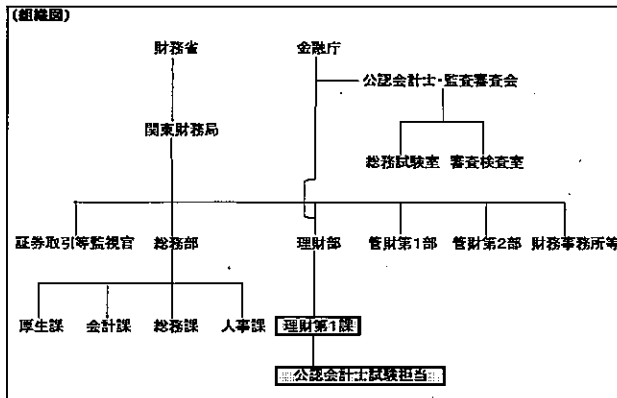 (組織図)
財務省 金融庁
公認会計士・監査審査会
関東財務局
総務試験室 審査検査室
証券取引等監視官 総務部 理財部 管財第1部 管財第2部 財務事務所等
厚生課 会計課 総務課 人事課 理財第1課
公認会計士試験担当